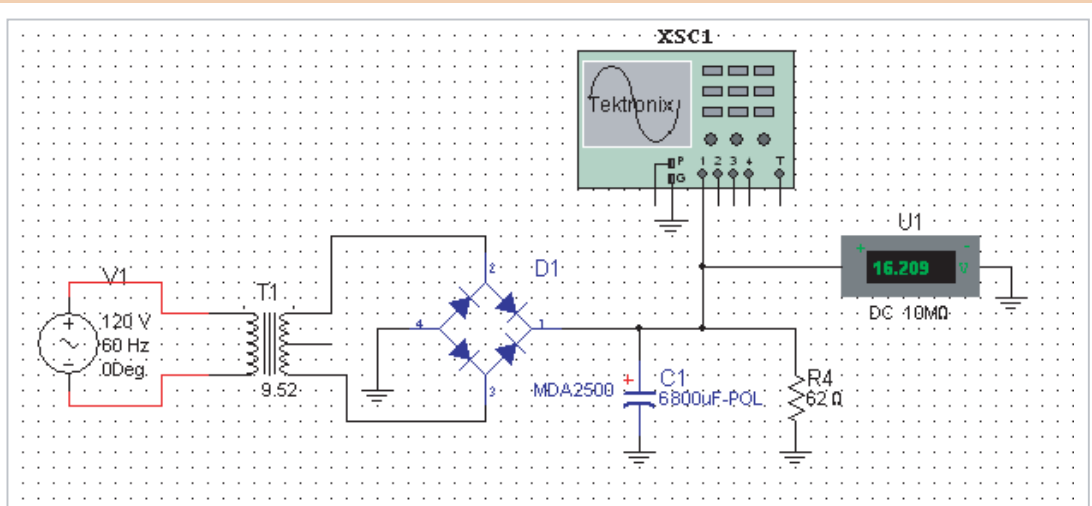 XSC1
Tektronix
P
G
1 2 3 4 T
U1
+ -
16.209 V
DC 10MΩ
V1
+
-
120 V
60 Hz
0Deg
T1
9.52
2
D1
4
1
3
MDA2500
+
C1
6800uF-POL
R4
62 Ω